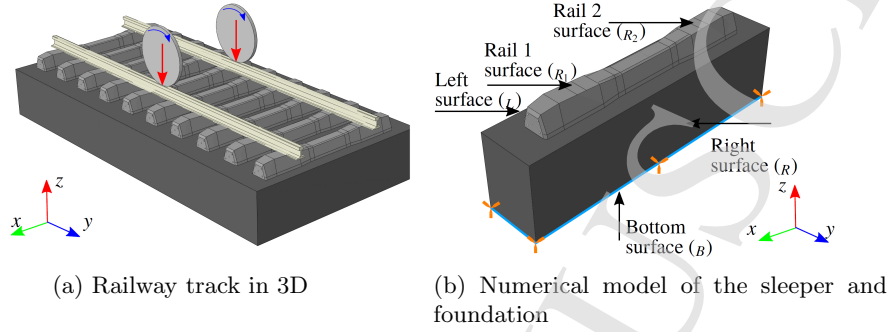 Rail 2
surface (R₂)
Rail 1
surface (R₁)
Left
surface (L)
Right
surface (R)
Bottom
surface (B)
z
x
y
z
x
y
(a) Railway track in 3D
(b) Numerical model of the sleeper and
foundation